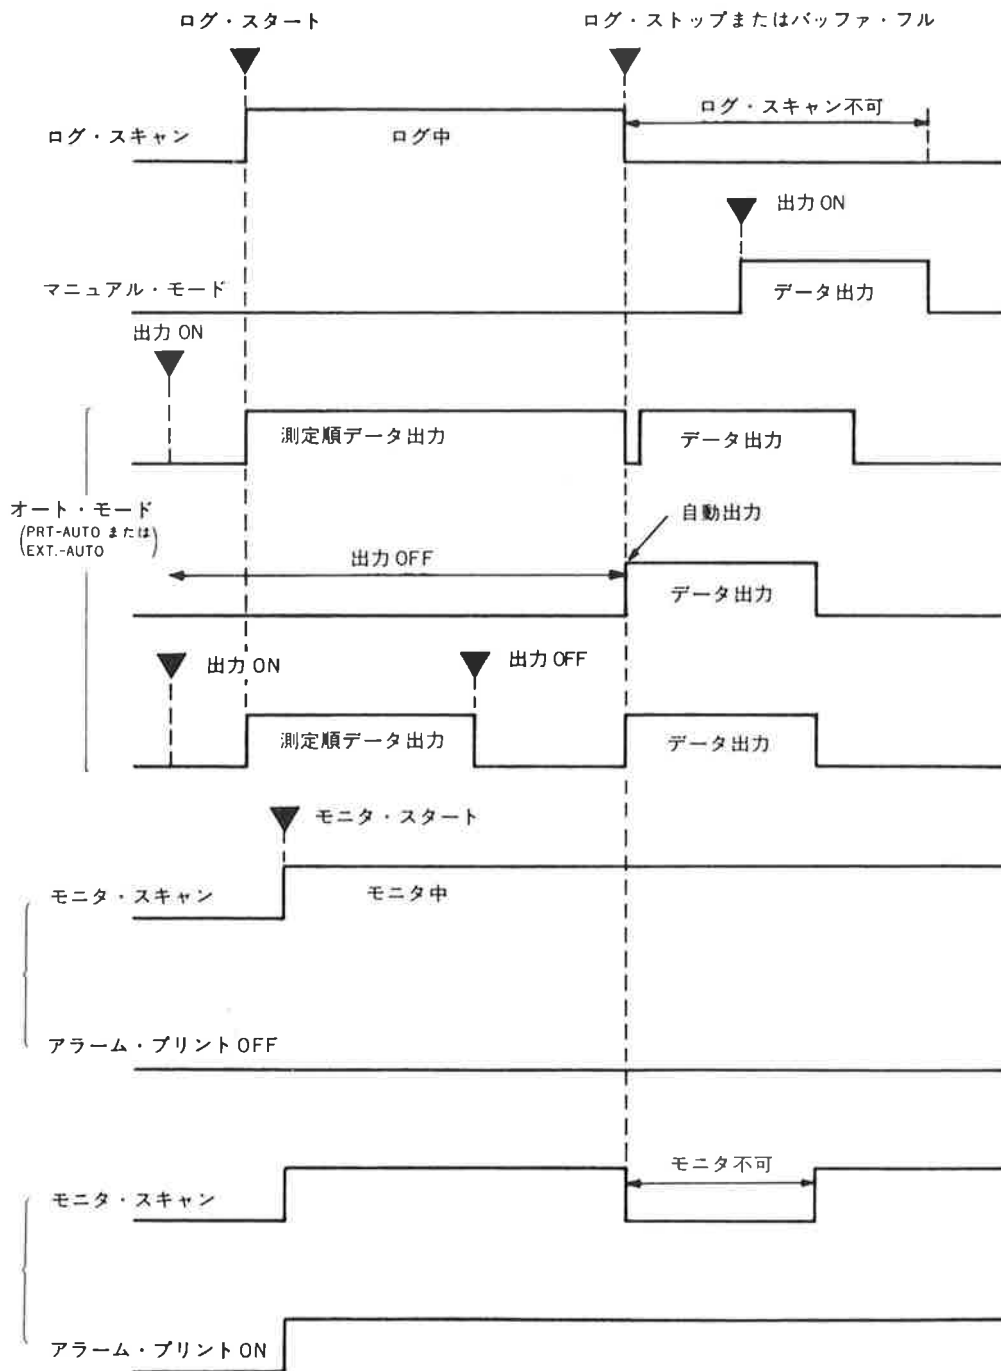 ログ・スタート
ログ・ストップまたはバッファ・フル
ログ・スキャン不可
ログ・スキャン
ログ中
出力 ON
マニュアル・モード
データ出力
出力 ON
測定順データ出力
データ出力
オート・モード
(PRT-AUTO または
EXT.-AUTO)
自動出力
出力 OFF
データ出力
出力 ON
出力 OFF
測定順データ出力
データ出力
モニタ・スタート
モニタ・スキャン
モニタ中
アラーム・プリント OFF
モニタ不可
モニタ・スキャン
アラーム・プリント ON